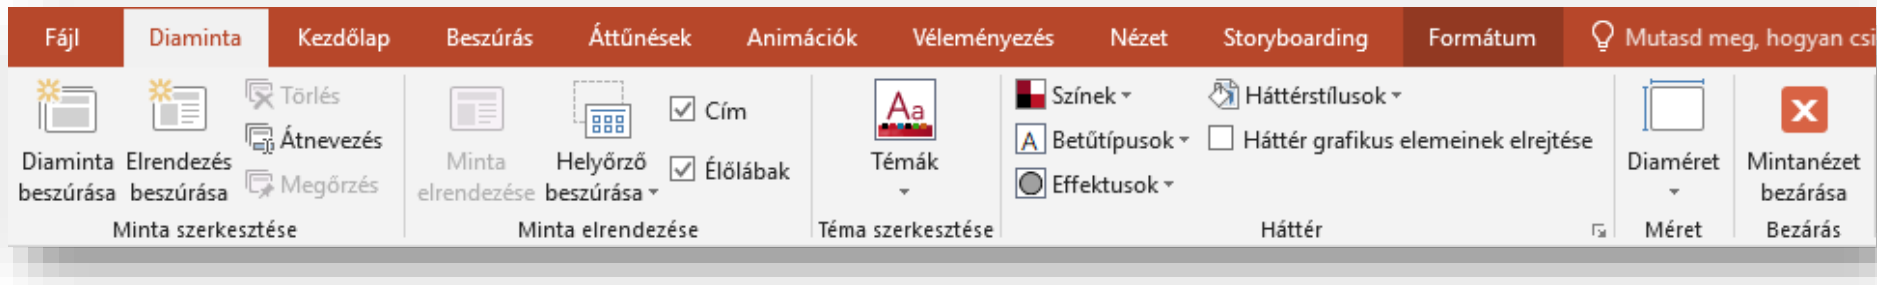 Fájl Diaminta Kezdőlap Beszúrás Áttűnések Animációk Véleményezés Nézet Storyboarding Formátum Mutasd meg, hogyan csi
Diaminta
beszúrása
Elrendezés
beszúrása
Törlés
Átnevezés
Megőrzés
Minta szerkesztése
Minta
elrendezése
Helyőrző
beszúrása
Cím
Élőlábak
Minta elrendezése
Aa
Témák
Téma szerkesztése
Színek
A Betűtípusok
Effektusok
Háttérstílusok
Háttér grafikus elemeinek elrejtése
Háttér
Diaméret
Méret
Mintanézet
bezárása
Bezárás